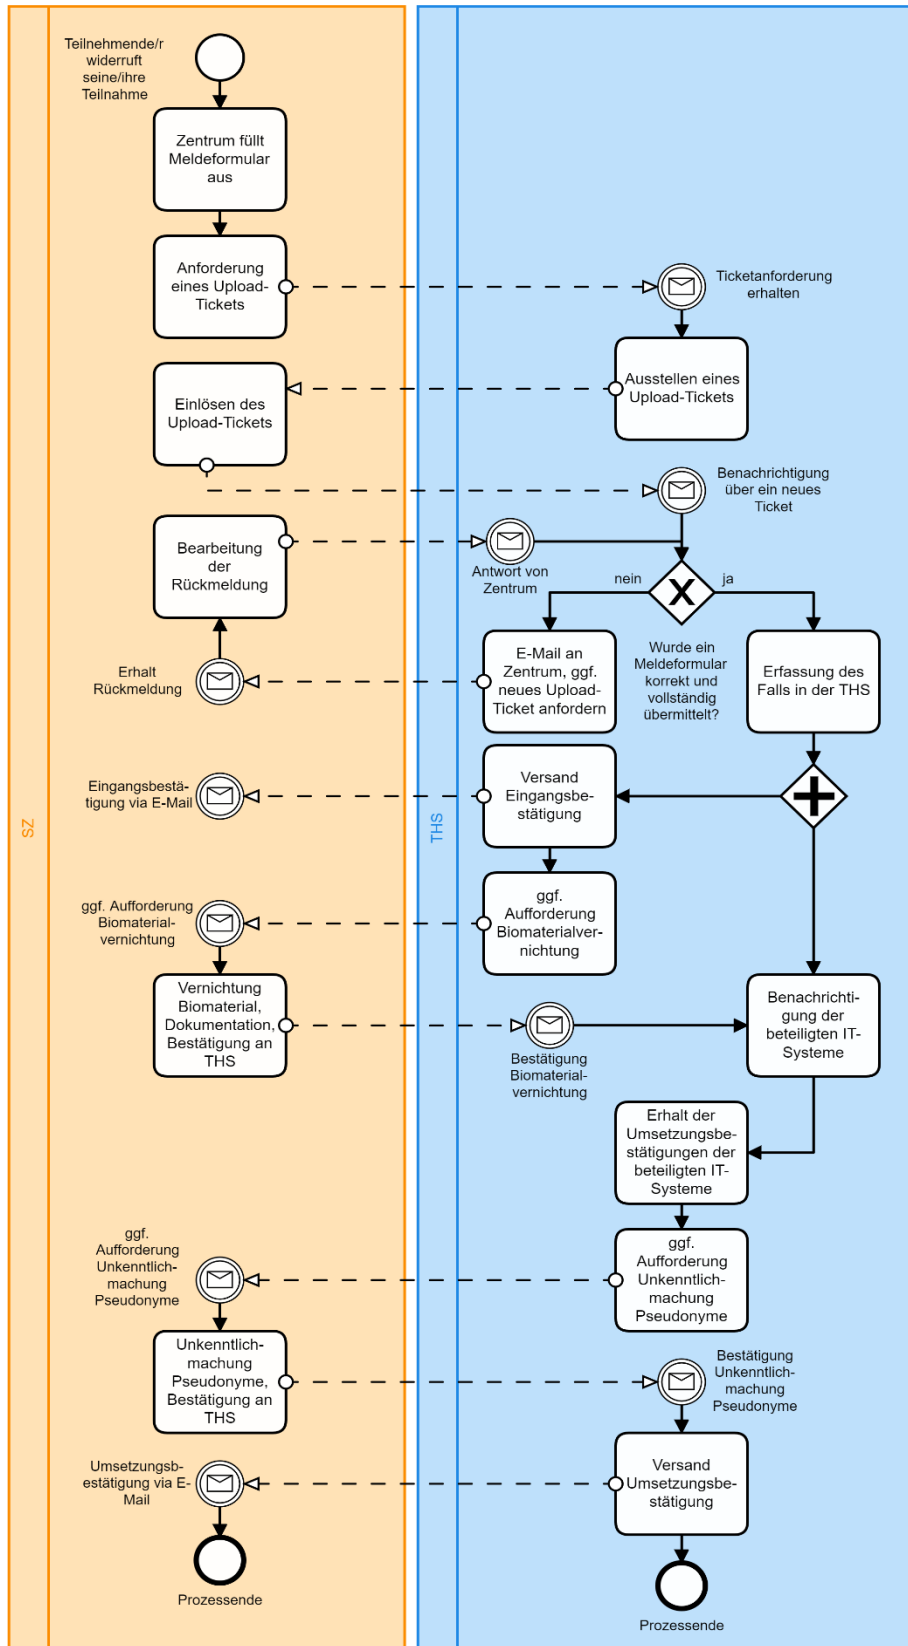 Teilnehmende/r
widerruft
seine/ihre
Teilnahme
Zentrum füllt
Meldeformular
aus
Anforderung
eines Upload-
Tickets
Ticketanforderung
erhalten
Einlösen des
Upload-Tickets
Ausstellen eines
Upload-Tickets
Benachrichtigung
über ein neues
Ticket
Bearbeitung
der
Rückmeldung
Antwort von
Zentrum
nein
ja
Erhalt
Rückmeldung
E-Mail an
Zentrum, ggf.
neues Upload-
Ticket anfordern
Wurde ein
Meldeformular
korrekt und
vollständig
übermittelt?
Erfassung des
Falls in der THS
Eingangsbestä-
tigung via E-Mail
Versand
Eingangsbe-
stätigung
SZ
THS
ggf. Aufforderung
Biomaterial-
vernichtung
ggf.
Aufforderung
Biomaterialver-
nichtung
Vernichtung
Biomaterial,
Dokumentation,
Bestätigung an
THS
Bestätigung
Biomaterial-
vernichtung
Benachrichti-
gung der
beteiligten IT-
Systeme
Erhalt der
Umsetzungsbe-
stätigungen der
beteiligten IT-
Systeme
ggf.
Aufforderung
Unkenntlich-
machung
Pseudonyme
ggf.
Aufforderung
Unkenntlich-
machung
Pseudonyme
Unkenntlich-
machung
Pseudonyme,
Bestätigung an
THS
Bestätigung
Unkenntlich-
machung
Pseudonyme
Umsetzungsb-
estätigung via E-
Mail
Versand
Umsetzungsbe-
stätigung
Prozessende
Prozessende